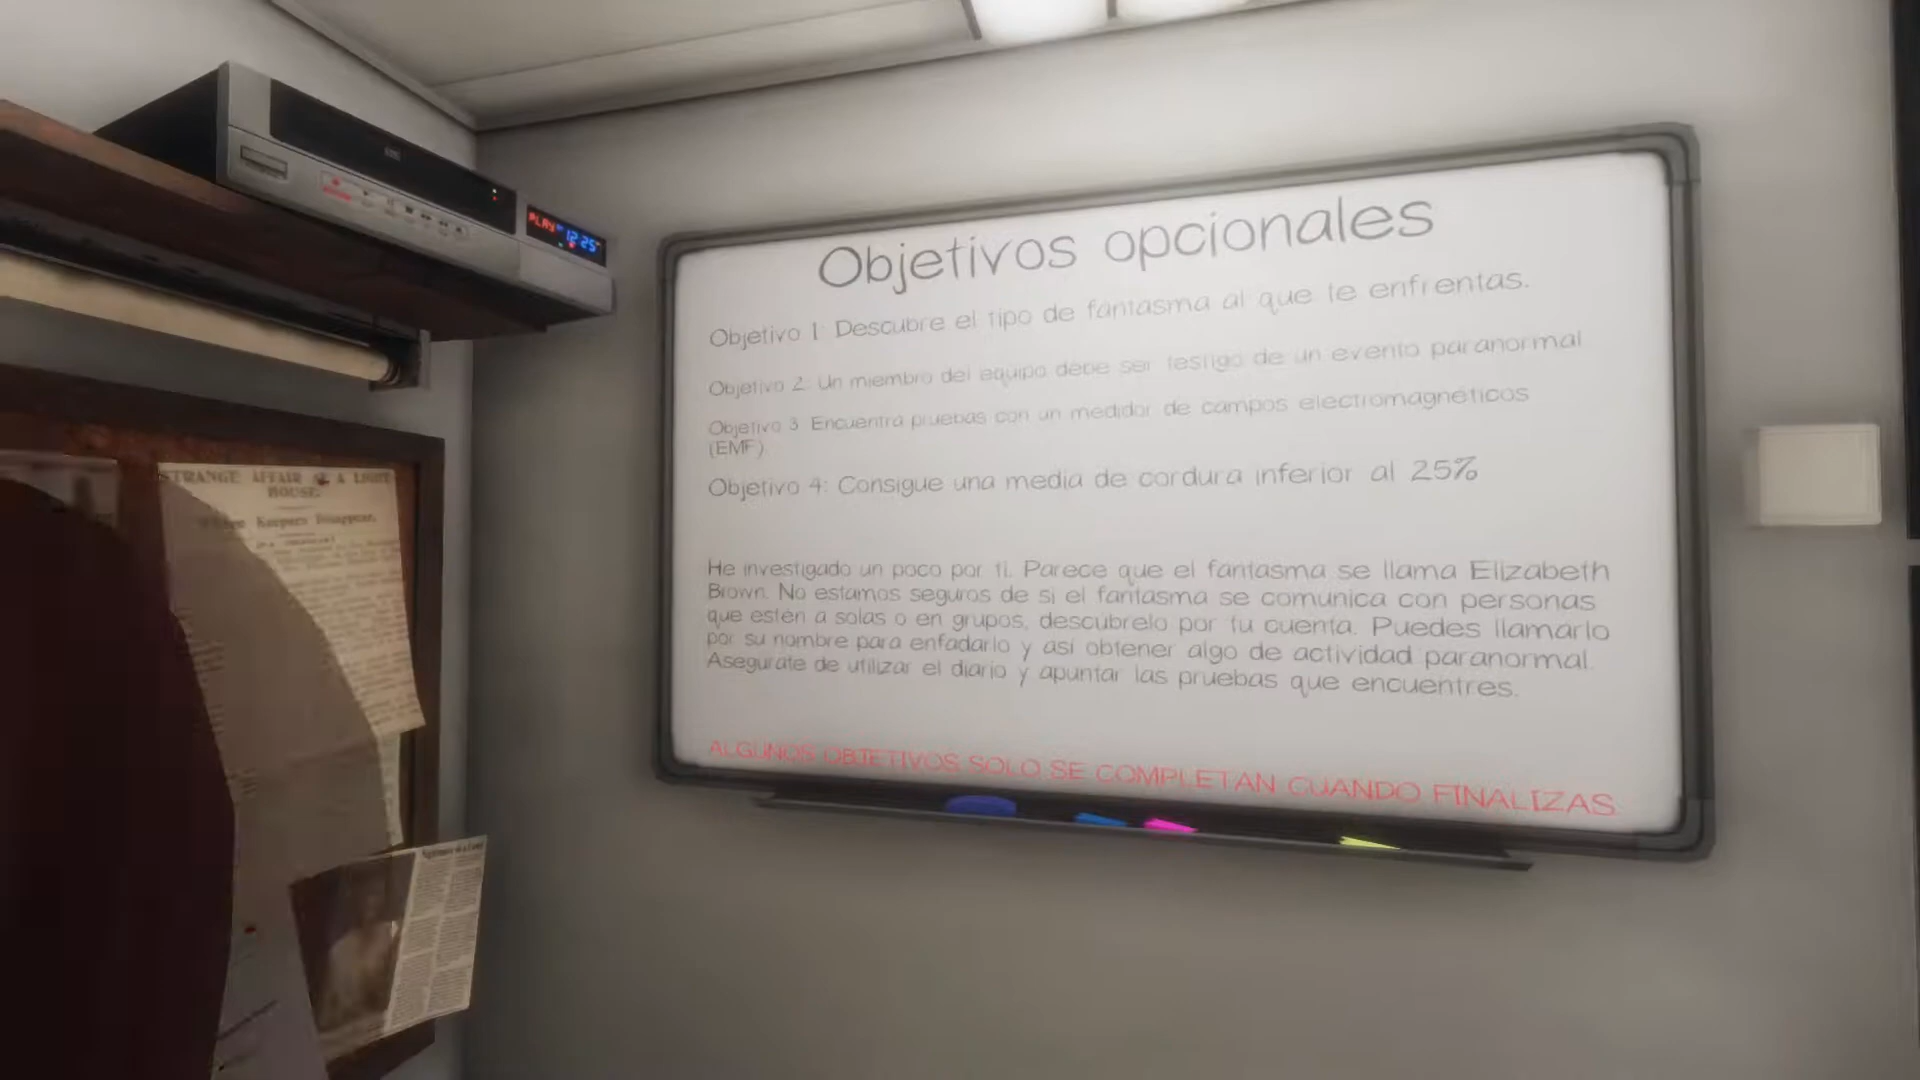 Objetivos opcionales
Objetivo 1: Descubre el tipo de fantasma al que te enfrentas.
Objetivo 2: Un miembro del equipo debe ser testigo de un evento paranormal
Objetivo 3: Encuentra pruebas con un medidor de campos electromagnéticos
(EMF).
Objetivo 4: Consigue una media de cordura inferior al 25%
He investigado un poco por ti. Parece que el fantasma se llama Elizabeth
Brown. No estamos seguros de si el fantasma se comunica con personas
que estén a solas o en grupos, descúbrelo por tu cuenta. Puedes llamarlo
por su nombre para enfadarlo y así obtener algo de actividad paranormal.
Asegúrate de utilizar el diario y apuntar las pruebas que encuentres.
ALGUNOS OBJETIVOS SOLO SE COMPLETAN CUANDO FINALIZAS
PLAY 12:25
STRANGE AFFAIR AT A LIGHT
HOUSE.
Keepers Disappear.